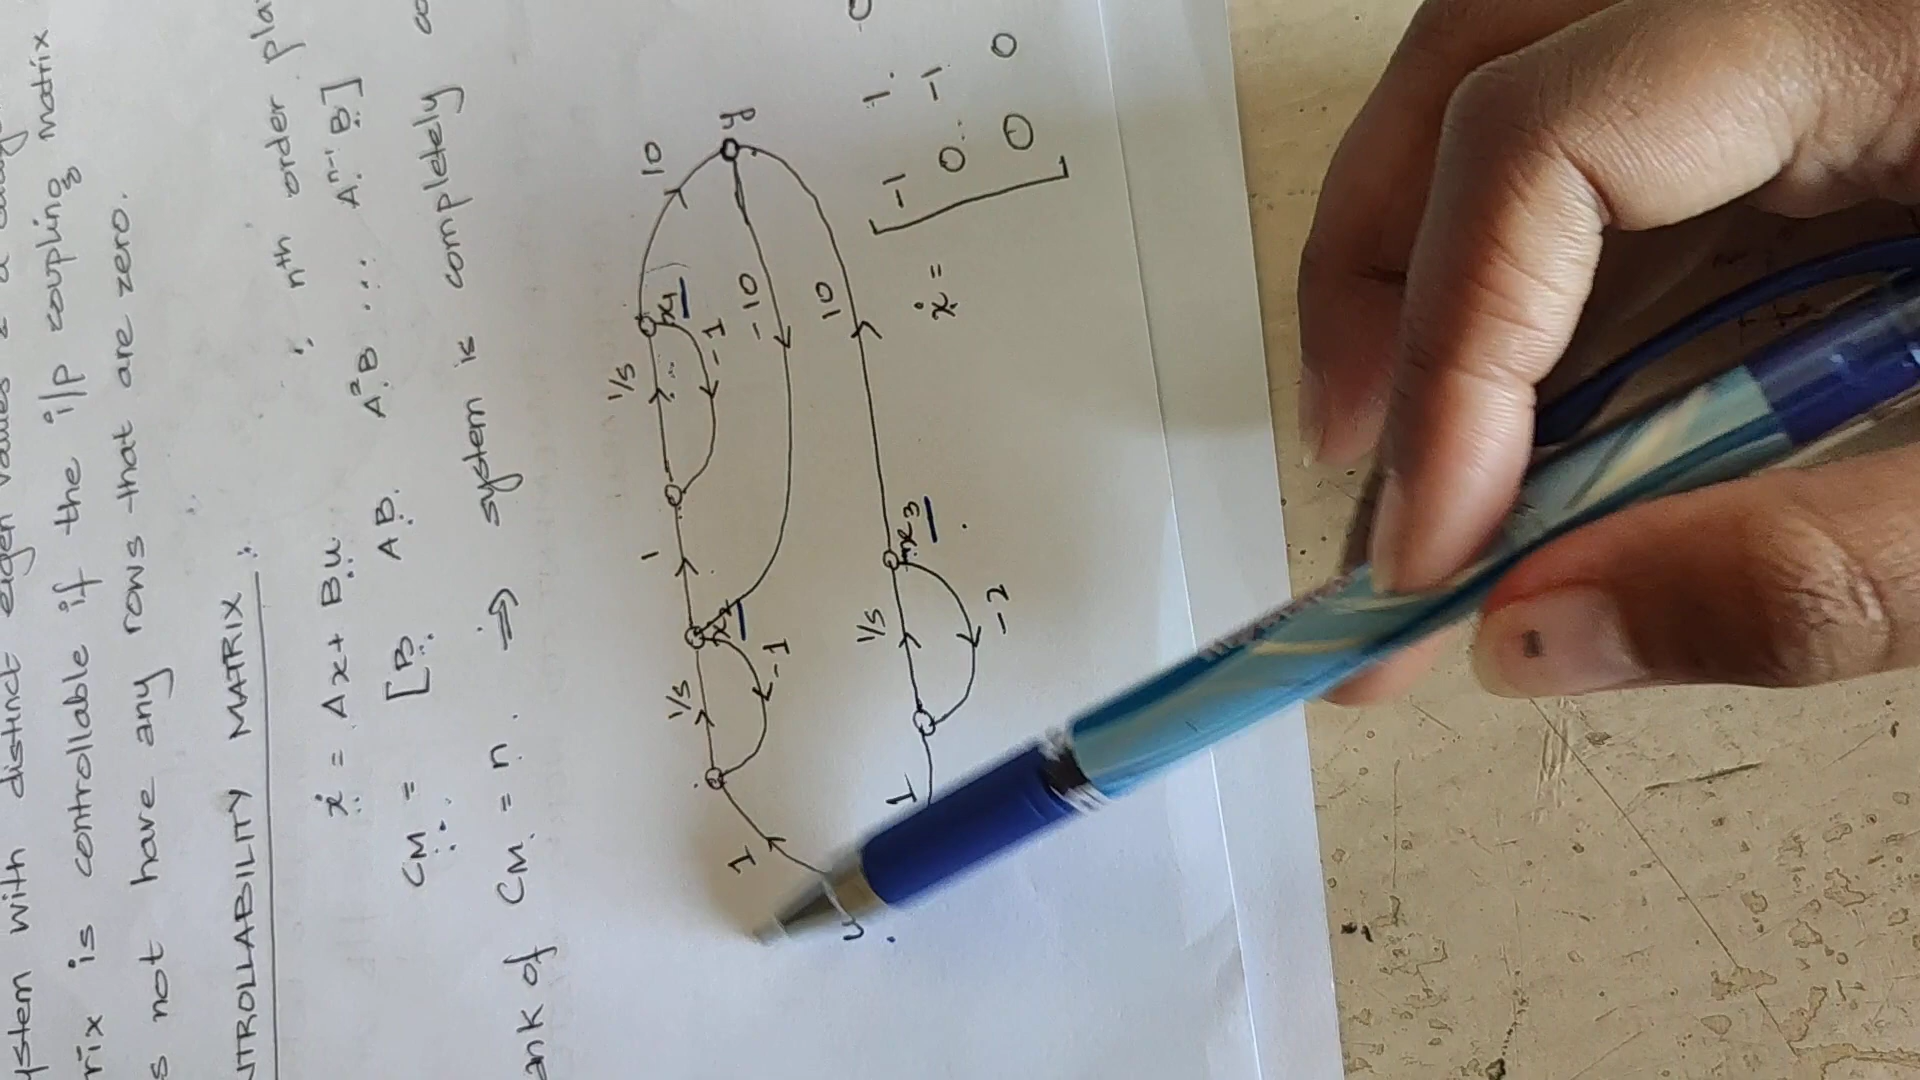 ystem with distinct eigen values & a
rix is controllable if the i/p coupling matrix
s not have any rows that are zero.
NTROLLABILITY MATRIX :
ẋ = Ax + Bu ; nth order pla
CM = [B AB A²B ... Aⁿ⁻¹B]
ank of CM = n. ⇒ system is completely co
1 1/s 1 1/s 10
u x2 x1 y
-1 -1
-10
1 1/s 10
x3
-2
ẋ = [ -1 1
0 -1
0 0